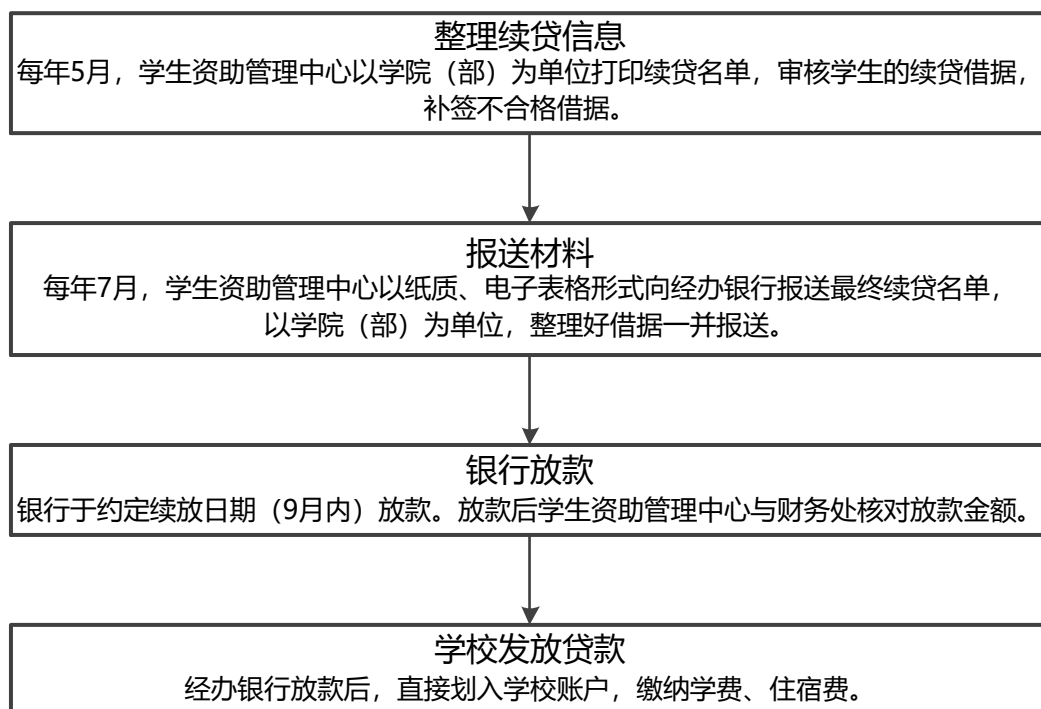 整理续贷信息
每年5月，学生资助管理中心以学院（部）为单位打印续贷名单，审核学生的续贷借据，
补签不合格借据。
报送材料
每年7月，学生资助管理中心以纸质、电子表格形式向经办银行报送最终续贷名单，
以学院（部）为单位，整理好借据一并报送。
银行放款
银行于约定续放日期（9月内）放款。放款后学生资助管理中心与财务处核对放款金额。
学校发放贷款
经办银行放款后，直接划入学校账户，缴纳学费、住宿费。